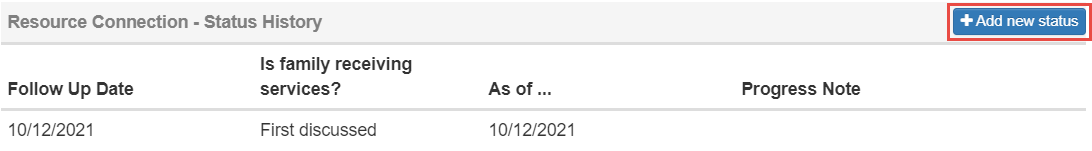 Resource Connection - Status History
Add new status
Is family receiving
Follow Up Date services? As of ... Progress Note
10/12/2021 First discussed 10/12/2021